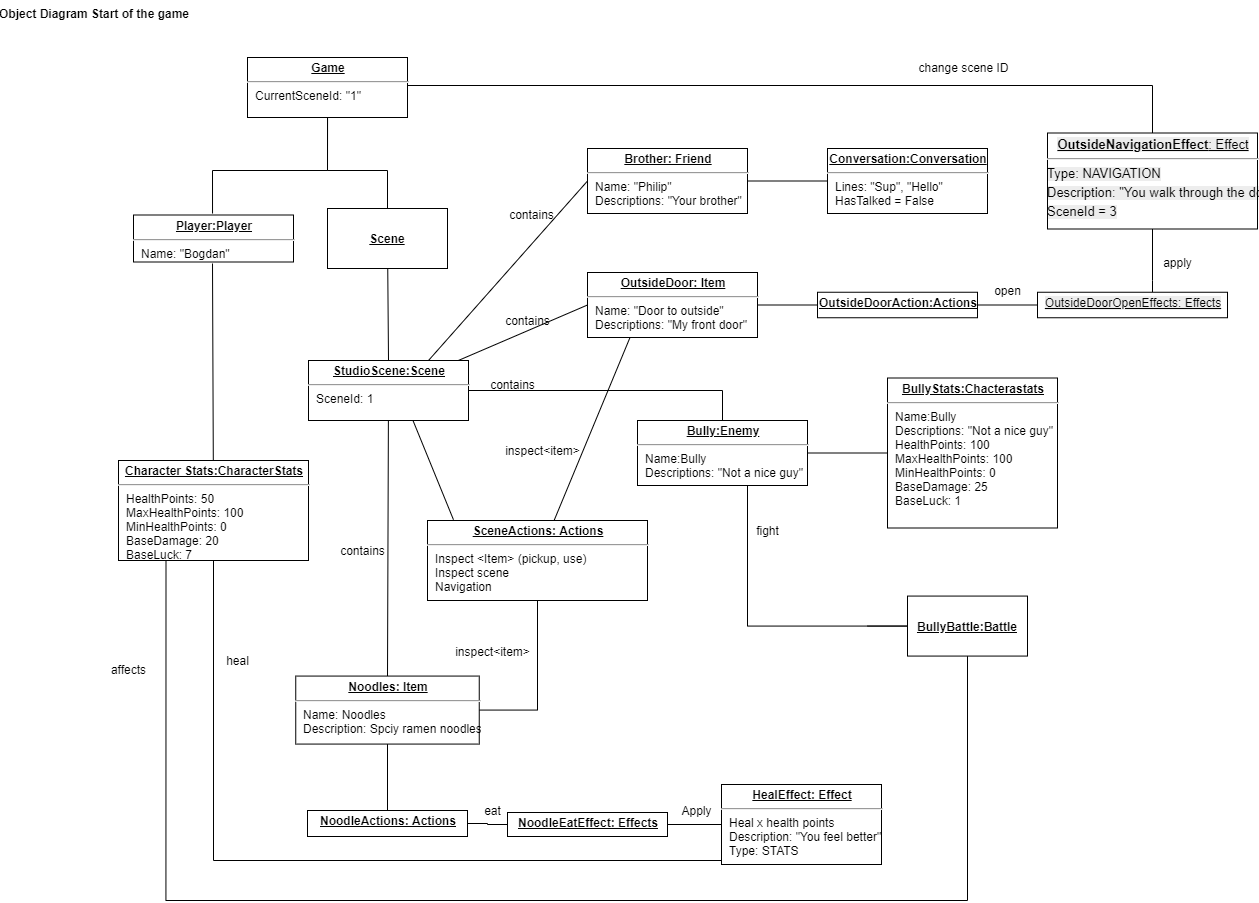 Object Diagram Start of the game
Game
CurrentSceneId: "1"
change scene ID
OutsideNavigationEffect: Effect
Type: NAVIGATION
Description: "You walk through the d
SceneId = 3
Brother: Friend
Name: "Philip"
Descriptions: "Your brother"
Conversation:Conversation
Lines: "Sup", "Hello"
HasTalked = False
contains
Player:Player
Name: "Bogdan"
Scene
apply
OutsideDoor: Item
Name: "Door to outside"
Descriptions: "My front door"
OutsideDoorAction:Actions
open
OutsideDoorOpenEffects: Effects
contains
StudioScene:Scene
SceneId: 1
contains
BullyStats:Chacterastats
Name:Bully
Descriptions: "Not a nice guy"
HealthPoints: 100
MaxHealthPoints: 100
MinHealthPoints: 0
BaseDamage: 25
BaseLuck: 1
Bully:Enemy
Name:Bully
Descriptions: "Not a nice guy"
inspect<item>
Character Stats:CharacterStats
HealthPoints: 50
MaxHealthPoints: 100
MinHealthPoints: 0
BaseDamage: 20
BaseLuck: 7
SceneActions: Actions
Inspect <Item> (pickup, use)
Inspect scene
Navigation
contains
fight
BullyBattle:Battle
inspect<item>
affects
heal
Noodles: Item
Name: Noodles
Description: Spciy ramen noodles
NoodleActions: Actions
eat
NoodleEatEffect: Effects
Apply
HealEffect: Effect
Heal x health points
Description: "You feel better"
Type: STATS